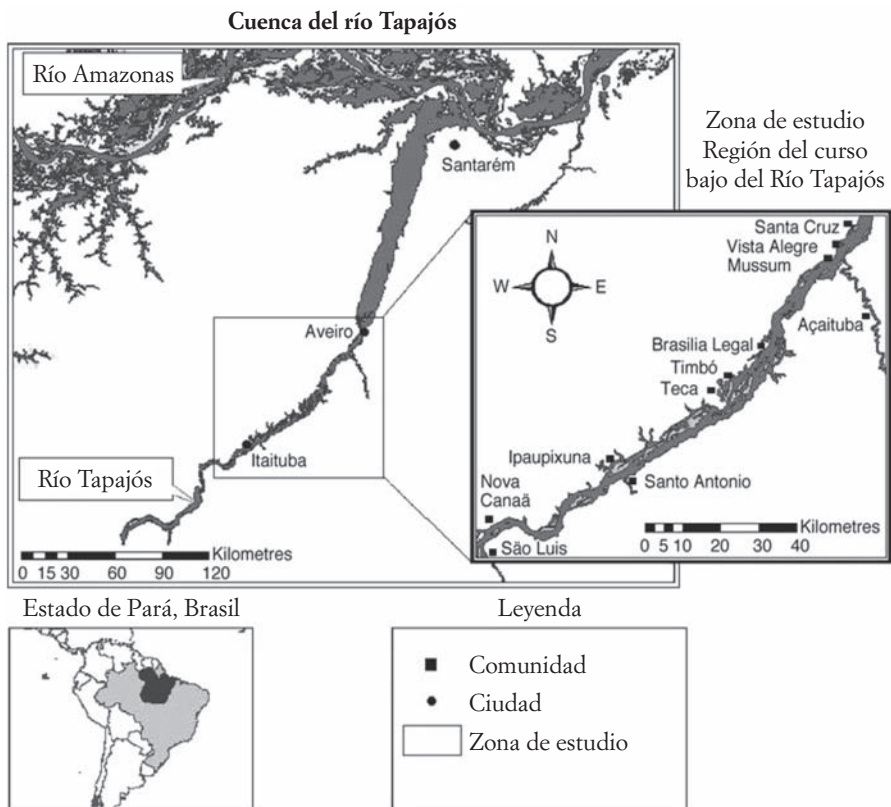 Cuenca del río Tapajós
Río Amazonas
Santarém
Zona de estudio
Región del curso
bajo del Río Tapajós
Aveiro
Itaituba
Río Tapajós
Kilometres
0 15 30 60 90 120
N
W E
S
Santa Cruz
Vista Alegre
Mussum
Açaituba
Brasilia Legal
Timbó
Teca
Ipaupixuna
Santo Antonio
Nova
Canaã
São Luis
Kilometres
0 5 10 20 30 40
Estado de Pará, Brasil
Leyenda
Comunidad
Ciudad
Zona de estudio